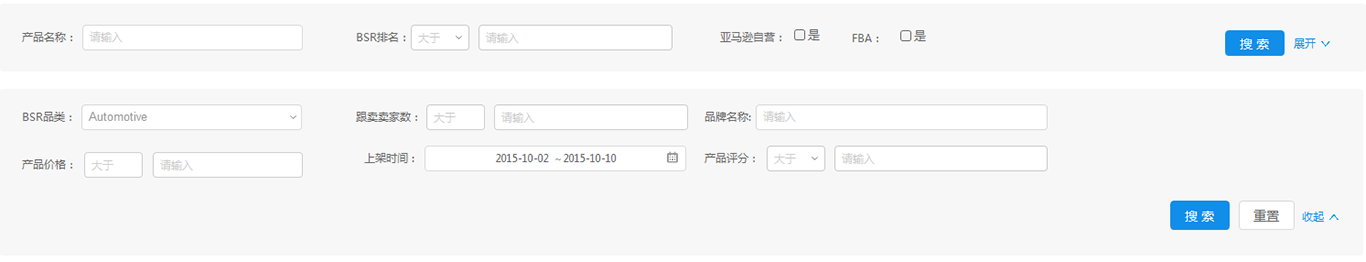 产品名称： 请输入 BSR排名： 大于 请输入 亚马逊自营： 是 FBA： 是
搜 索 展开
BSR品类： Automotive 跟卖卖家数： 大于 请输入 品牌名称: 请输入
产品价格： 大于 请输入 上架时间： 2015-10-02 ~2015-10-10 产品评分： 大于 请输入
搜 索 重置 收起